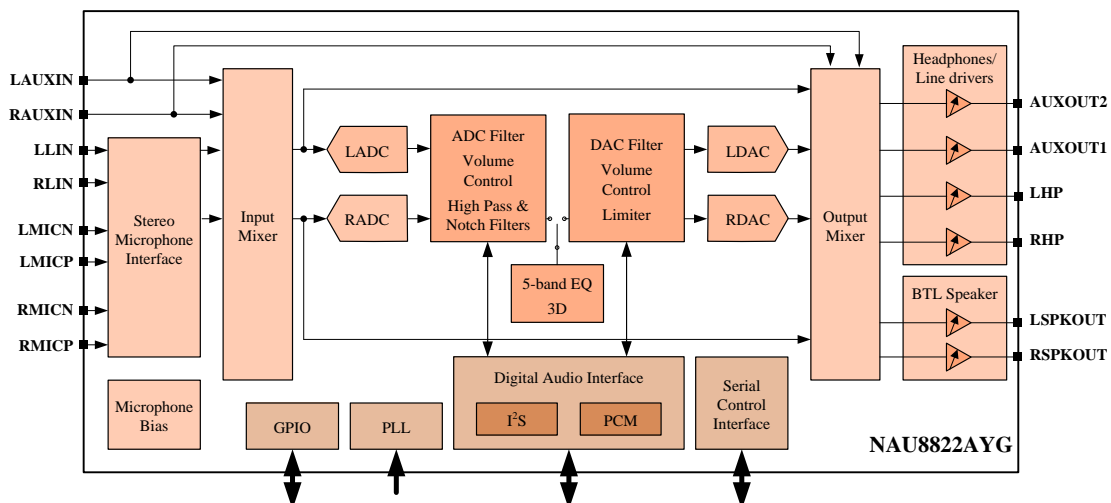 LAUXIN
RAUXIN
LLIN
RLIN
LMICN
LMICP
RMICN
RMICP
Stereo
Microphone
Interface
Microphone
Bias
Input
Mixer
LADC
RADC
ADC Filter
Volume
Control
High Pass &
Notch Filters
DAC Filter
Volume
Control
Limiter
5-band EQ
3D
LDAC
RDAC
Output
Mixer
Headphones/
Line drivers
BTL Speaker
AUXOUT2
AUXOUT1
LHP
RHP
LSPKOUT
RSPKOUT
GPIO
PLL
Digital Audio Interface
I²S
PCM
Serial
Control
Interface
NAU8822AYG